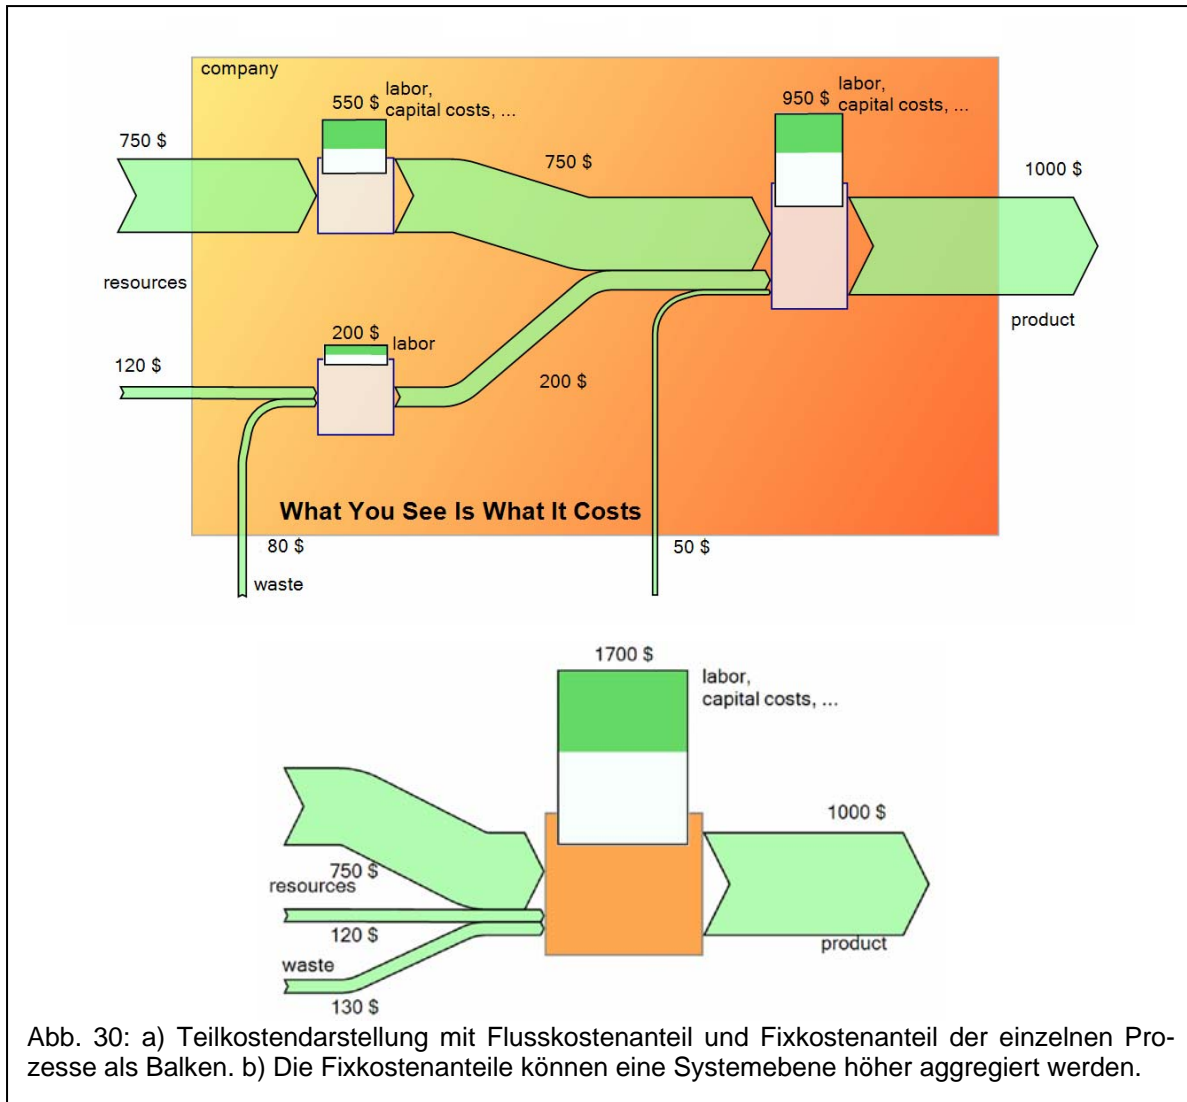 company
550 $
labor,
capital costs, ...
950 $
labor,
capital costs, ...
750 $
750 $
1000 $
resources
product
200 $
labor
120 $
200 $
What You See Is What It Costs
80 $
50 $
waste
1700 $
labor,
capital costs, ...
1000 $
750 $
resources
120 $
product
waste
130 $
Abb. 30: a) Teilkostendarstellung mit Flusskostenanteil und Fixkostenanteil der einzelnen Pro-
zesse als Balken. b) Die Fixkostenanteile können eine Systemebene höher aggregiert werden.